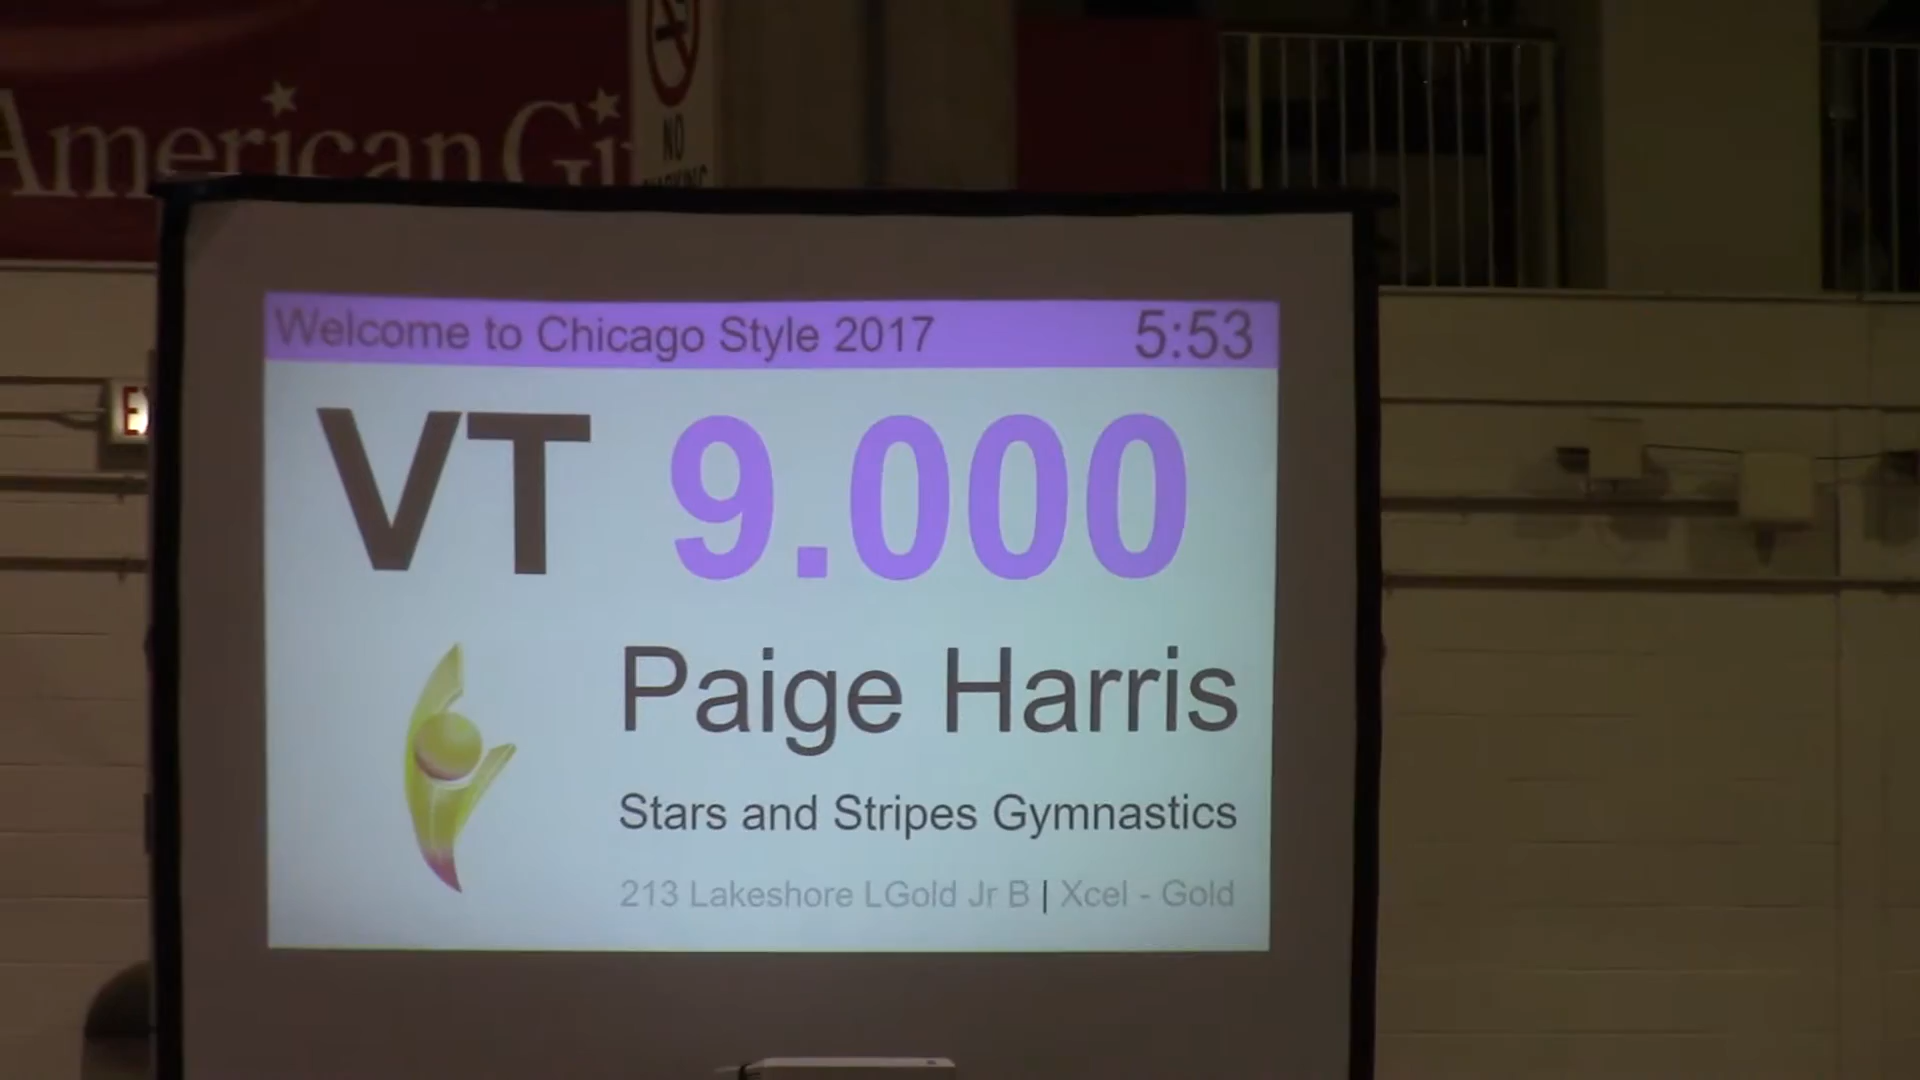 American Gi
NO
Welcome to Chicago Style 2017 5:53
VT 9.000
Paige Harris
Stars and Stripes Gymnastics
213 Lakeshore LGold Jr B | Xcel - Gold